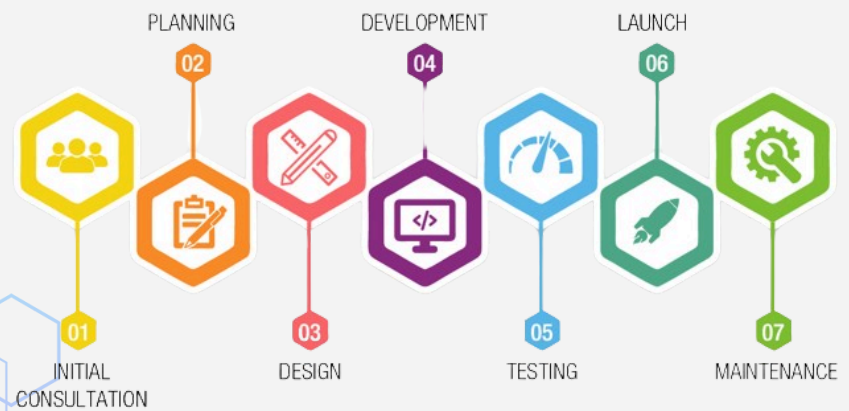 PLANNING
DEVELOPMENT
LAUNCH
02
04
06
</>
01
03
05
07
INITIAL
CONSULTATION
DESIGN
TESTING
MAINTENANCE